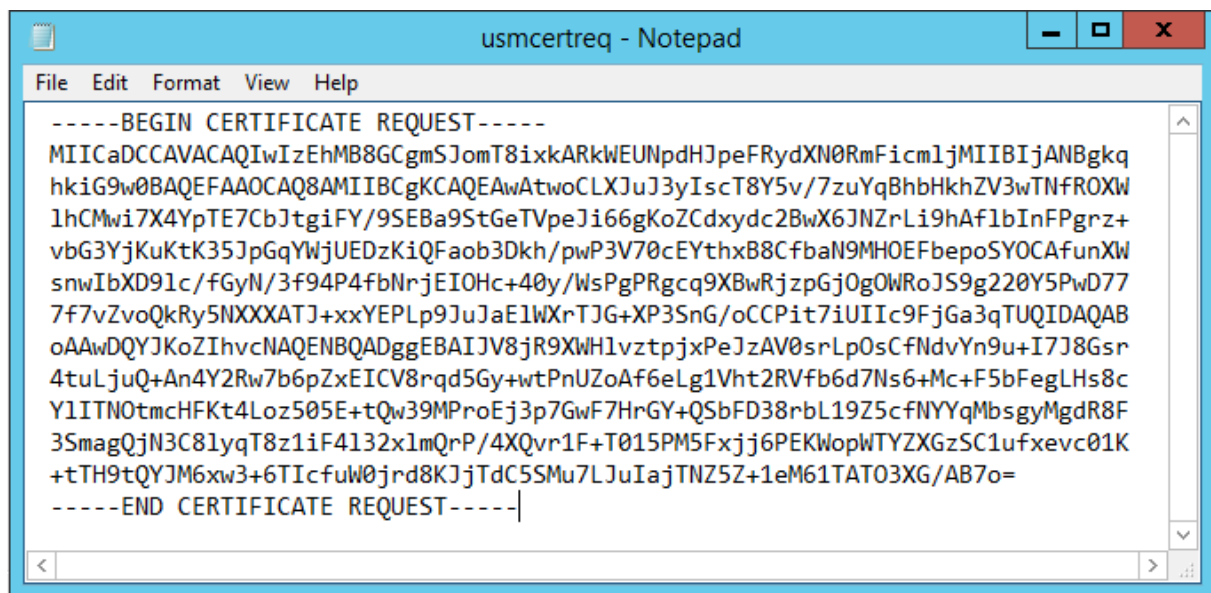 usmcertreq - Notepad
File Edit Format View Help
-----BEGIN CERTIFICATE REQUEST-----
MIICaDCCAVACAQIwIzEhMB8GCgmSJomT8ixkARkWEUNpdHJpeFRydXN0RmFicmljMIIBIjANBgkq
hkiG9w0BAQEFAAOCAQ8AMIIBCgKCAQEAwAtwoCLXJuJ3yIscT8Y5v/7zuYqBhbHkhZV3wTNfROXW
lhCMwi7X4YpTE7CbJtgiFY/9SEBa9StGeTVpeJi66gKoZCdxydc2BwX6JNZrLi9hAflbInFPgrz+
vbG3YjKuKtK35JpGqYWjUEDzKiQFaob3Dkh/pwP3V70cEYthxB8CfbaN9MHOEFbepoSYOCAfunXW
snwIbXD9lc/fGyN/3f94P4fbNrjEIOHc+40y/WsPgPRgcq9XBwRjzpGjOgOWRoJS9g220Y5PwD77
7f7vZvoQkRy5NXXXATJ+xxYEPLp9JuJaElWXrTJG+XP3SnG/oCCPit7iUIIc9FjGa3qTUQIDAQAB
oAAwDQYJKoZIhvcNAQENBQADggEBAIJV8jR9XWHlvztpjxPeJzAV0srLpOsCfNdvYn9u+I7J8Gsr
4tuLjuQ+An4Y2Rw7b6pZxEICV8rqd5Gy+wtPnUZoAf6eLg1Vht2RVfb6d7Ns6+Mc+F5bFegLHs8c
YlITNOtmcHFKt4Loz505E+tQw39MProEj3p7GwF7HrGY+QSbFD38rbL19Z5cfNYYqMbsgyMgdR8F
3SmagQjN3C8lyqT8z1iF4l32xlmQrP/4XQvr1F+T015PM5Fxjj6PEKWopWTYZXGzSC1ufxevc01K
+tTH9tQYJM6xw3+6TIcfuW0jrd8KJjTdC5SMu7LJuIajTNZ5Z+1eM61TATO3XG/AB7o=
-----END CERTIFICATE REQUEST-----